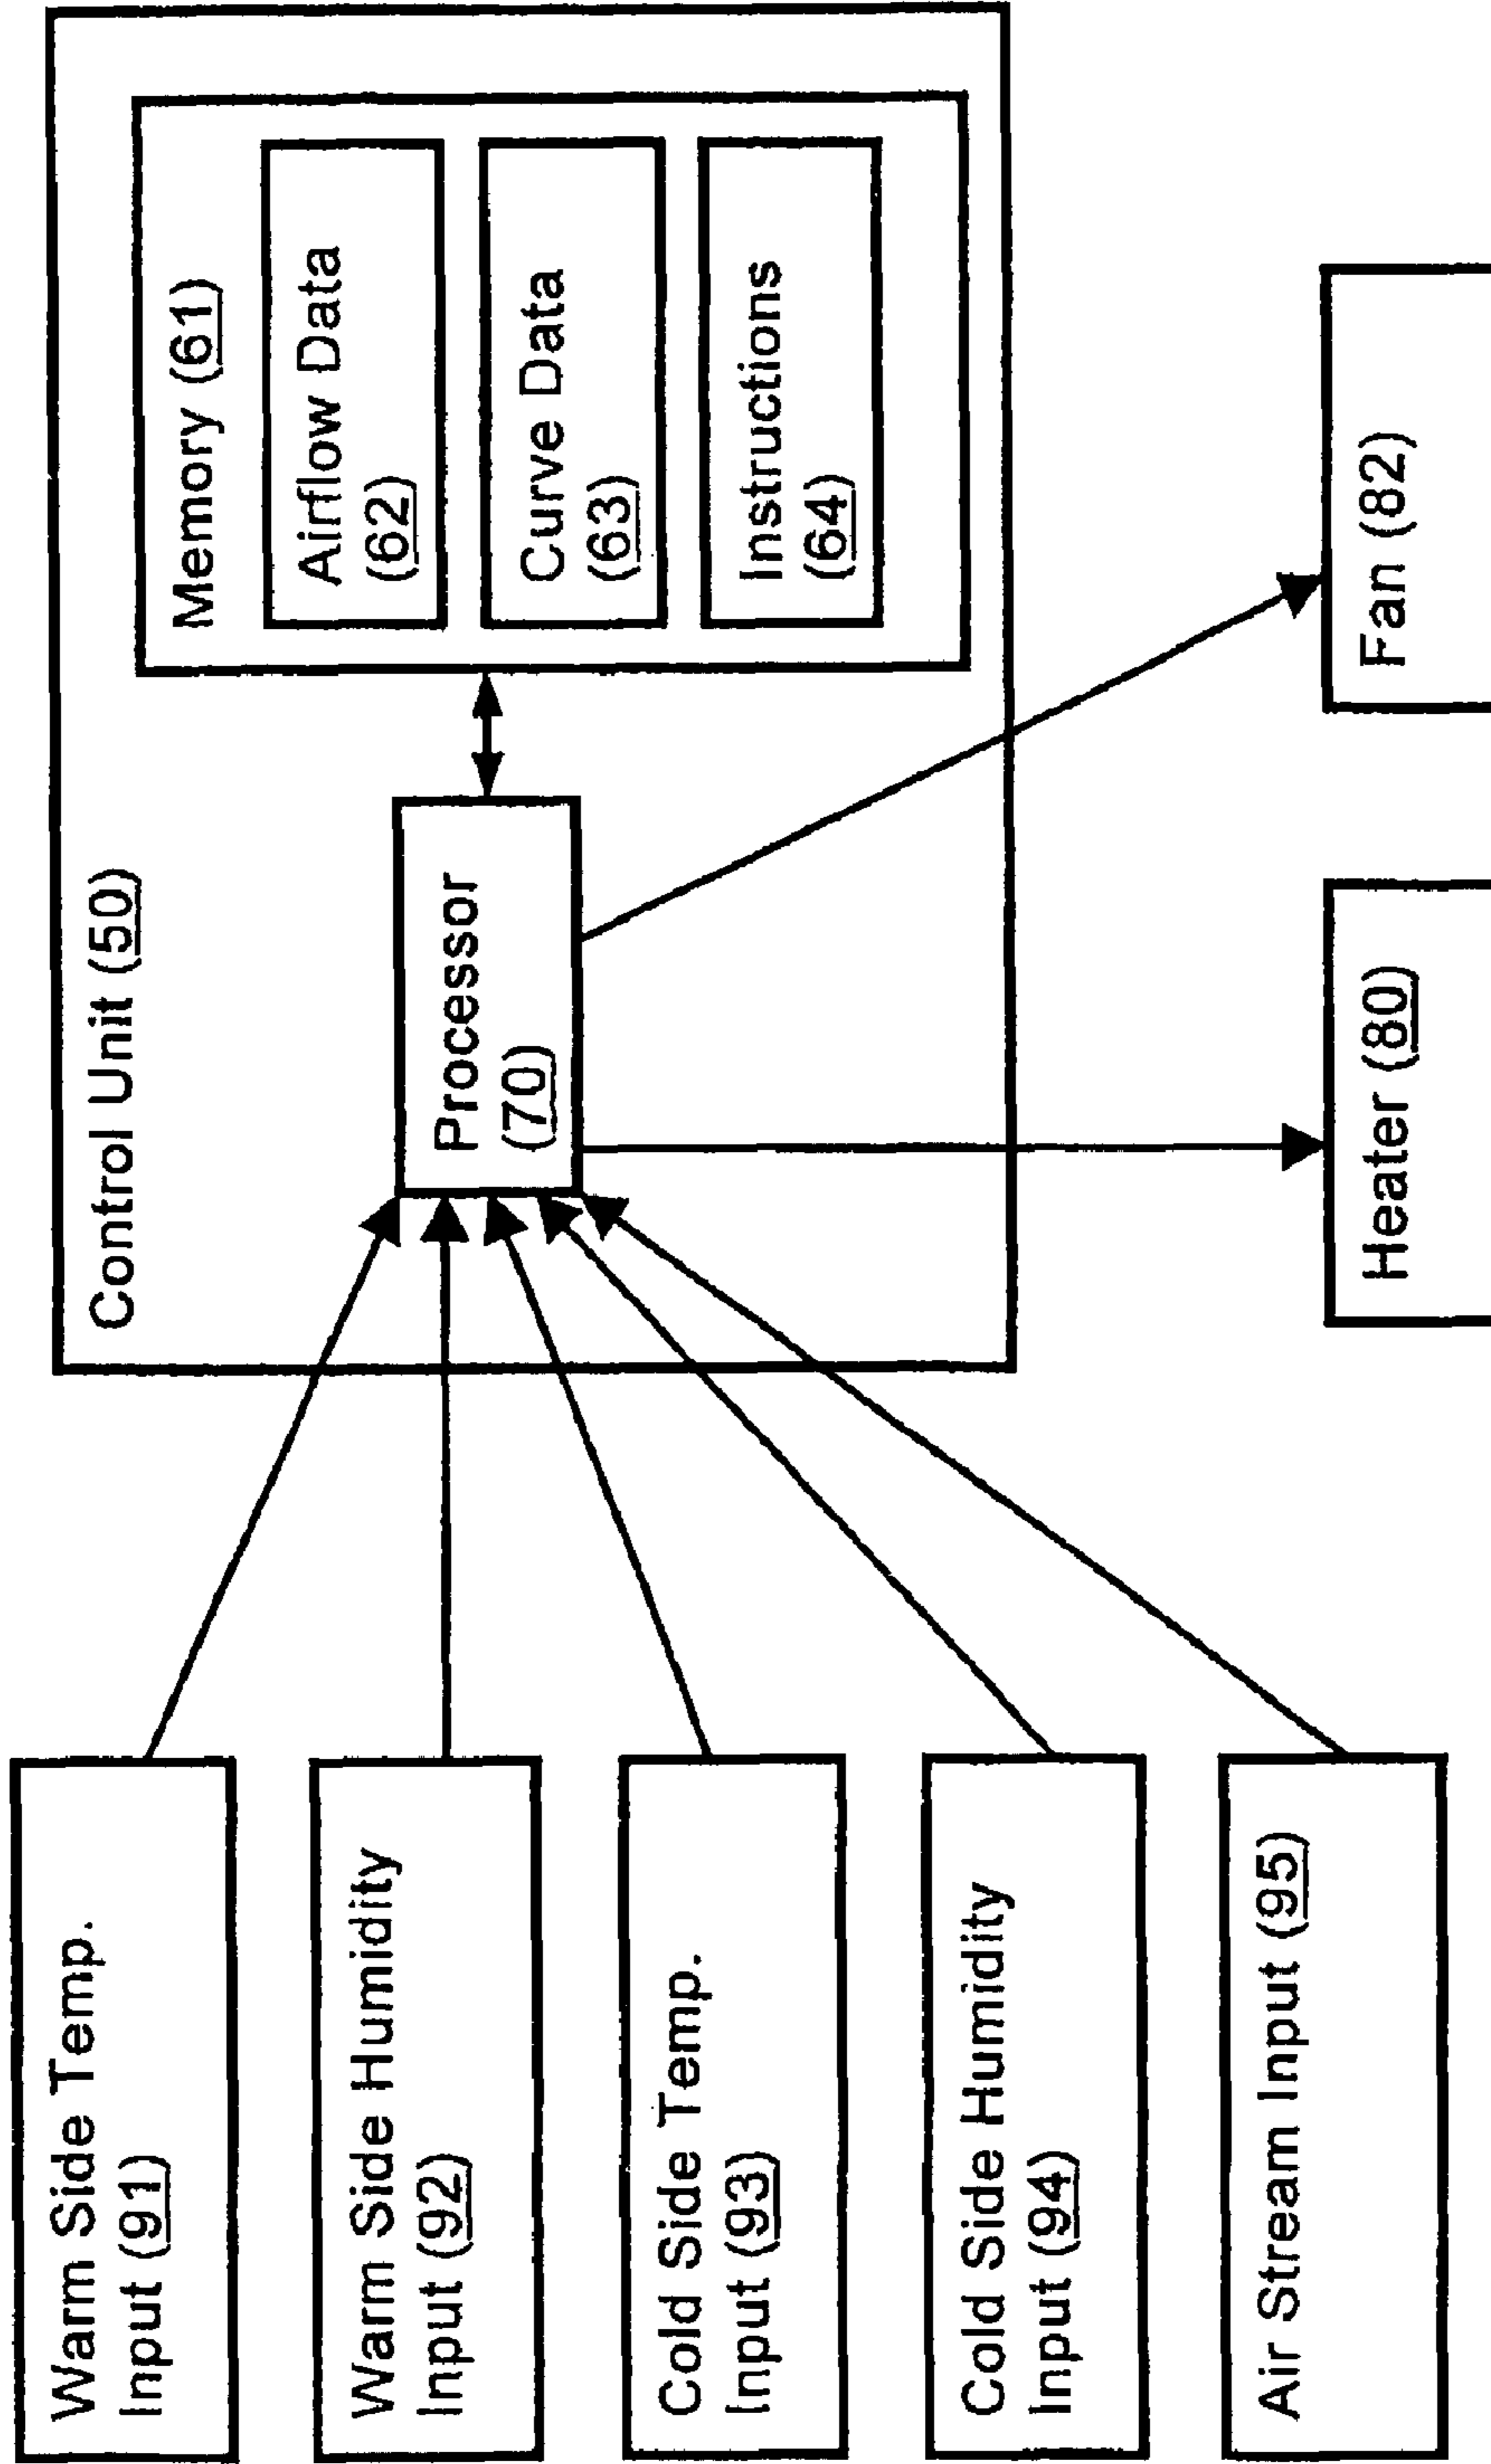 Warm Side Temp.
Input (91)
Warm Side Humidity
Input (92)
Cold Side Temp.
Input (93)
Cold Side Humidity
Input (94)
Air Stream Input (95)
Control Unit (50)
Processor
(70)
Memory (61)
Airflow Data
(62)
Curve Data
(63)
Instructions
(64)
Heater (80)
Fan (82)